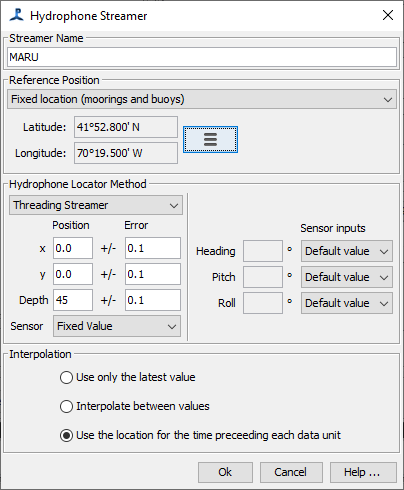 Hydrophone Streamer
Streamer Name
MARU
Reference Position
Fixed location (moorings and buoys)
Latitude: 41°52.800' N
Longitude: 70°19.500' W
Hydrophone Locator Method
Threading Streamer
Position Error
x 0.0 +/- 0.1
y 0.0 +/- 0.1
Depth 45 +/- 0.1
Sensor Fixed Value
Sensor inputs
Heading ° Default value
Pitch ° Default value
Roll ° Default value
Interpolation
Use only the latest value
Interpolate between values
Use the location for the time preceeding each data unit
Ok Cancel Help ...